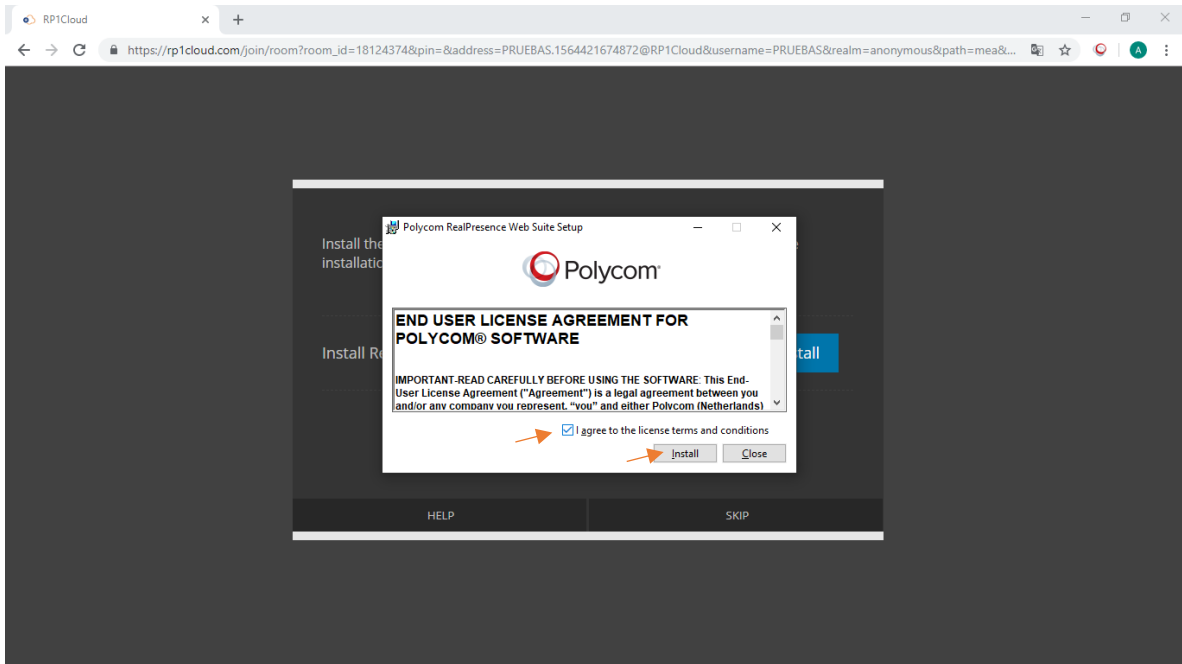 RP1Cloud
https://rp1cloud.com/join/room?room_id=18124374&pin=&address=PRUEBAS.1564421674872@RP1Cloud&username=PRUEBAS&realm=anonymous&path=mea&...
A
Polycom RealPresence Web Suite Setup
Install the
installatio
Polycom
END USER LICENSE AGREEMENT FOR
POLYCOM® SOFTWARE
Install Re
tall
IMPORTANT-READ CAREFULLY BEFORE USING THE SOFTWARE: This End-
User License Agreement ("Agreement") is a legal agreement between you
and/or any company you represent, “you” and either Polycom (Netherlands)
I agree to the license terms and conditions
Install Close
HELP SKIP